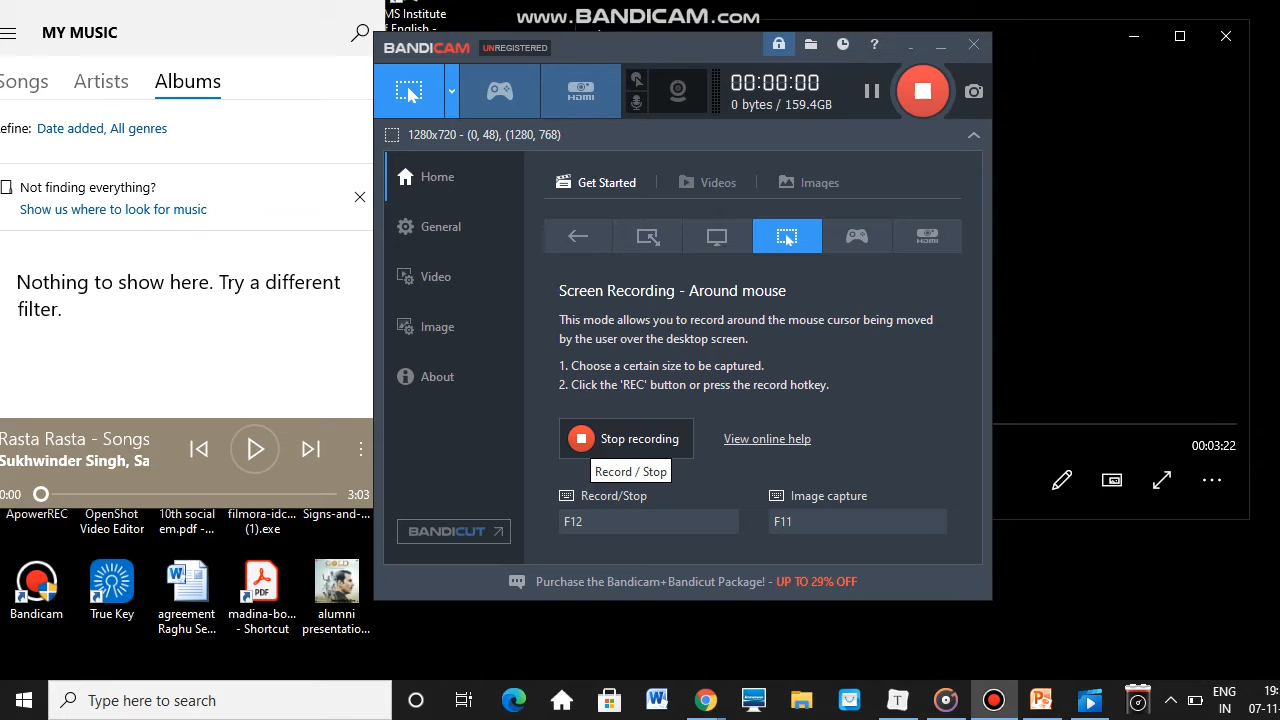 MS Institute
of English -
www.BANDICAM.com
MY MUSIC
Songs
Artists
Albums
efine:
Date added, All genres
Not finding everything?
Show us where to look for music
Nothing to show here. Try a different
filter.
Rasta Rasta - Songs
Sukhwinder Singh, Sa
0:00
3:03
BANDICAM
UNREGISTERED
HDMI
00:00:00
0 bytes / 159.4GB
1280x720 - (0, 48), (1280, 768)
Home
General
Video
Image
About
BANDICUT
Get Started
Videos
Images
HDMI
Screen Recording - Around mouse
This mode allows you to record around the mouse cursor being moved
by the user over the desktop screen.
1. Choose a certain size to be captured.
2. Click the 'REC' button or press the record hotkey.
Stop recording
View online help
Record / Stop
Record/Stop
Image capture
F12
F11
Purchase the Bandicam+Bandicut Package! - UP TO 29% OFF
00:03:22
ApowerREC
OpenShot
Video Editor
10th social
em.pdf -...
filmora-idc...
(1).exe
Signs-and-...
Bandicam
True Key
agreement
Raghu Se...
PDF
madina-bo...
- Shortcut
GOLD
alumni
presentatio...
Type here to search
ENG
IN
19:
07-11